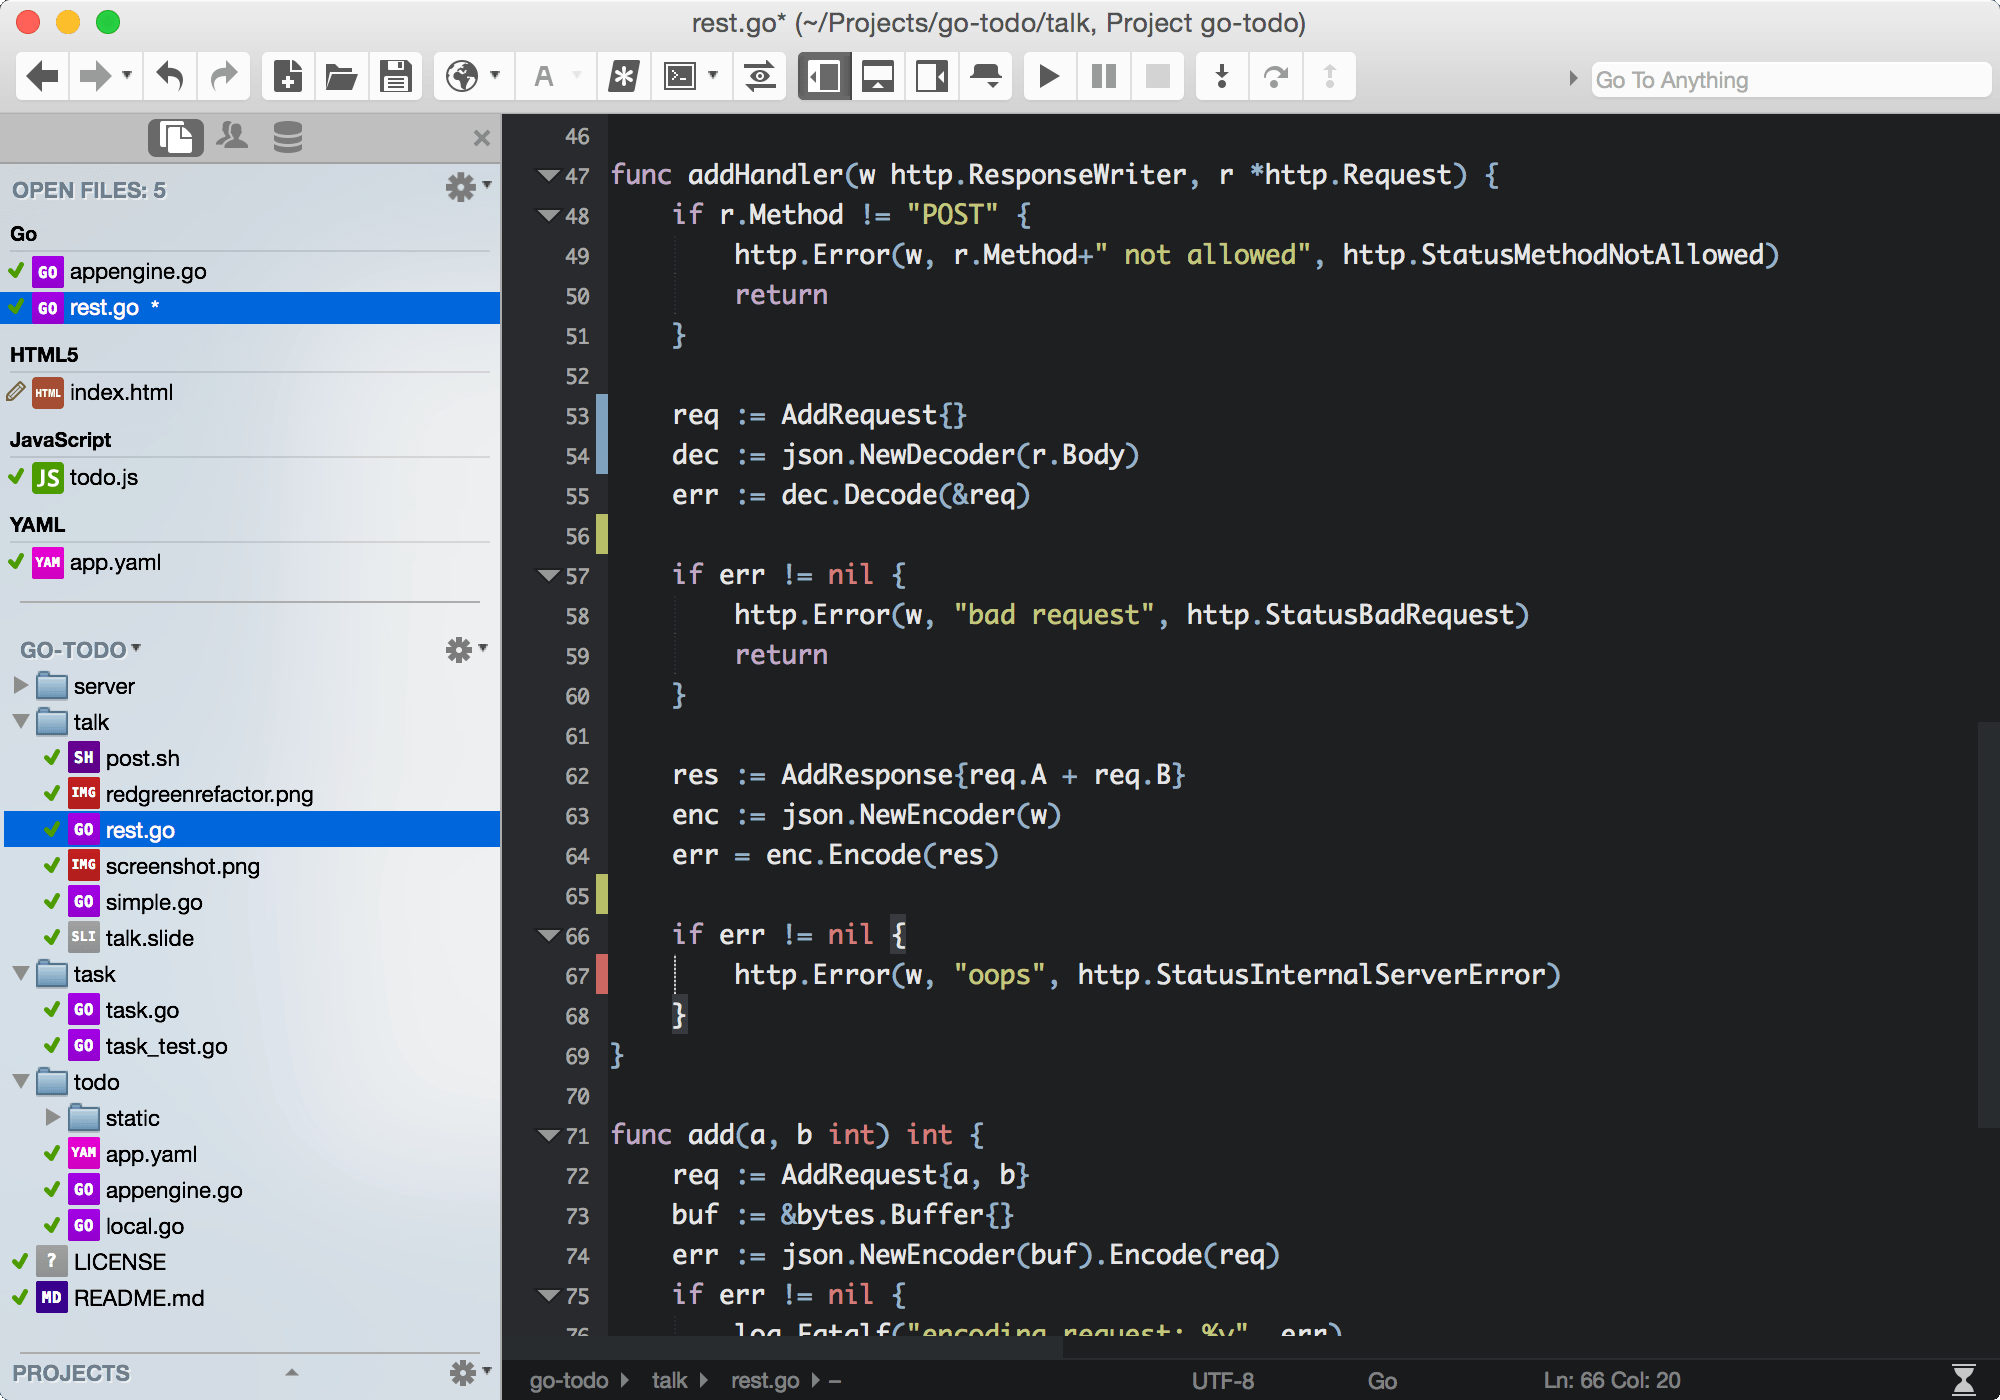 rest.go* (~/Projects/go-todo/talk, Project go-todo)
Go To Anything
OPEN FILES: 5
Go
GO appengine.go
GO rest.go *
HTML5
HTML index.html
JavaScript
JS todo.js
YAML
YAM app.yaml
GO-TODO
server
talk
SH post.sh
IMG redgreenrefactor.png
GO rest.go
IMG screenshot.png
GO simple.go
SLI talk.slide
task
GO task.go
GO task_test.go
todo
static
YAM app.yaml
GO appengine.go
GO local.go
? LICENSE
MD README.md
PROJECTS
46
47 func addHandler(w http.ResponseWriter, r *http.Request) {
48 if r.Method != "POST" {
49 http.Error(w, r.Method+" not allowed", http.StatusMethodNotAllowed)
50 return
51 }
52
53 req := AddRequest{}
54 dec := json.NewDecoder(r.Body)
55 err := dec.Decode(&req)
56
57 if err != nil {
58 http.Error(w, "bad request", http.StatusBadRequest)
59 return
60 }
61
62 res := AddResponse{req.A + req.B}
63 enc := json.NewEncoder(w)
64 err = enc.Encode(res)
65
66 if err != nil {
67 http.Error(w, "oops", http.StatusInternalServerError)
68 }
69 }
70
71 func add(a, b int) int {
72 req := AddRequest{a, b}
73 buf := &bytes.Buffer{}
74 err := json.NewEncoder(buf).Encode(req)
75 if err != nil {
76 log.Fatalf("encoding request: %v", err)
go-todo talk rest.go –
UTF-8
Go
Ln: 66 Col: 20